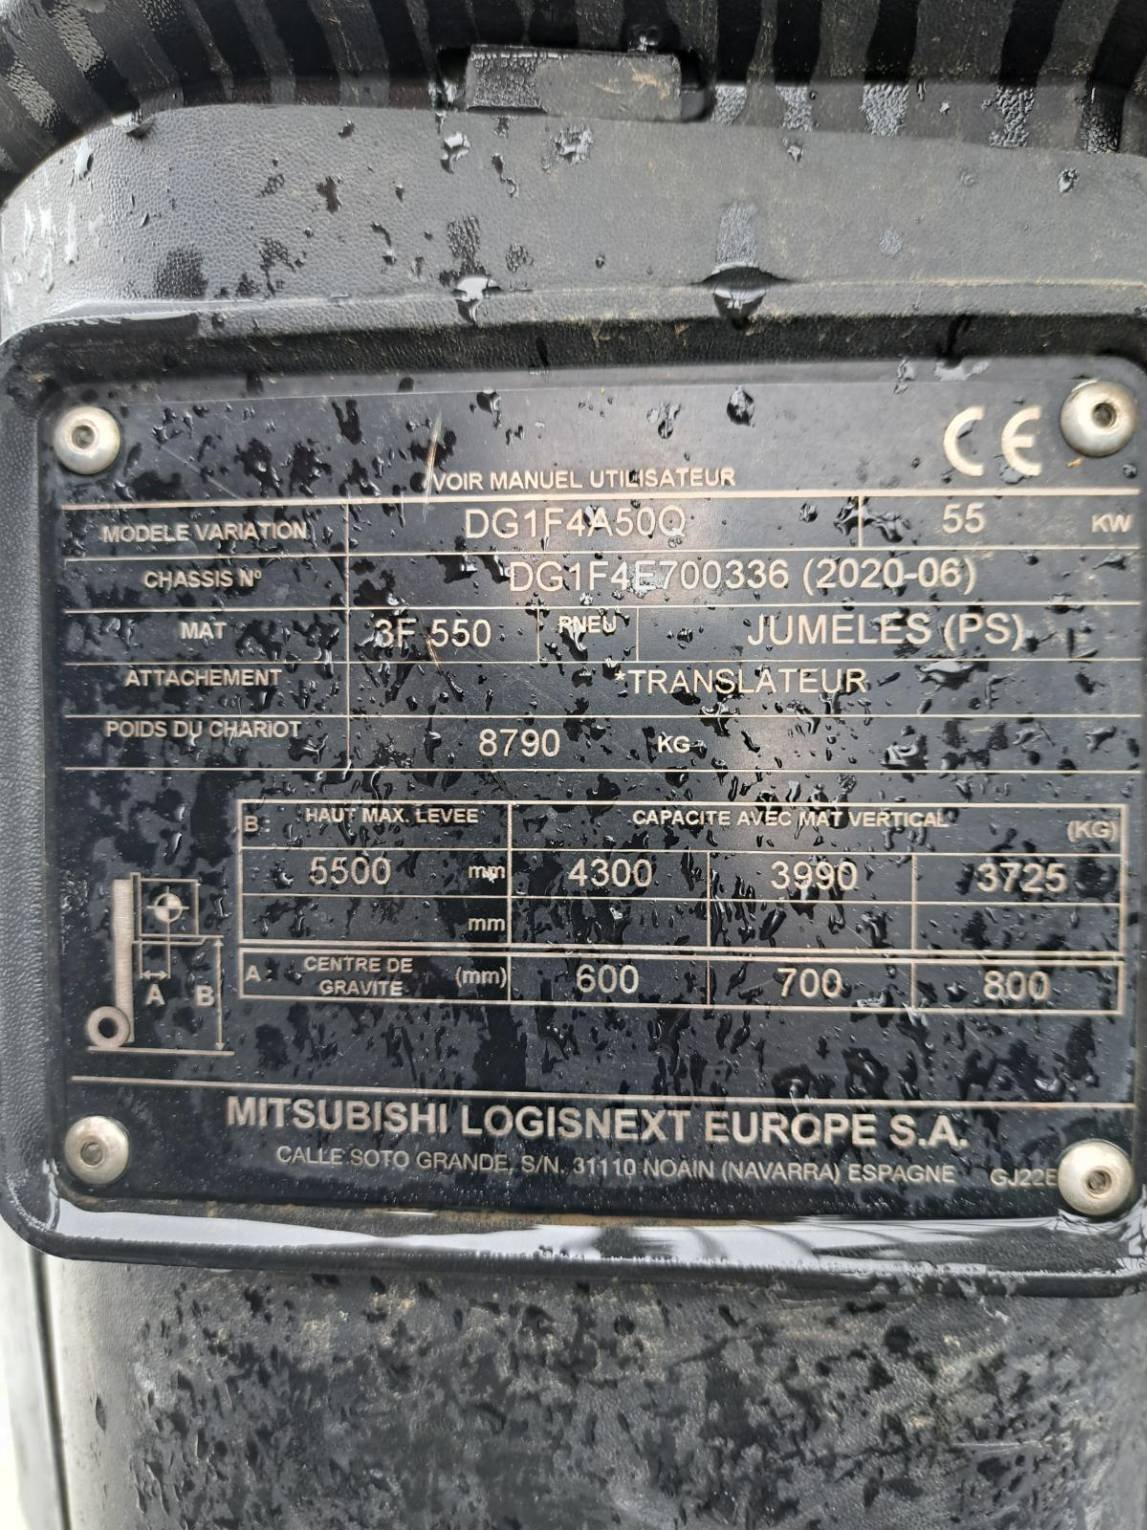 CE
VOIR MANUEL UTILISATEUR
MODELE VARIATION DG1F4A50Q 55 KW
CHASSIS Nº DG1F4E700336 (2020-06)
MAT 3F 550 PNEU JUMELES (PS)
ATTACHEMENT *TRANSLATEUR
POIDS DU CHARIOT 8790 KG
B : HAUT MAX. LEVEE CAPACITE AVEC MAT VERTICAL (KG)
5500 mm 4300 3990 3725
mm
A : CENTRE DE GRAVITE (mm) 600 700 800
A B
MITSUBISHI LOGISNEXT EUROPE S.A.
CALLE SOTO GRANDE, S/N. 31110 NOAIN (NAVARRA) ESPAGNE GJ22E